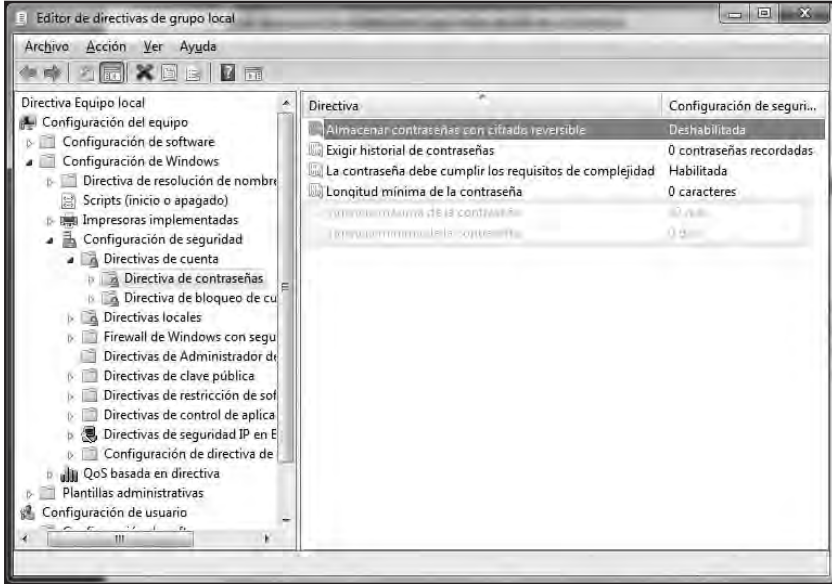 Editor de directivas de grupo local
Archivo Acción Ver Ayuda
Directiva Equipo local
Configuración del equipo
Configuración de software
Configuración de Windows
Directiva de resolución de nombre
Scripts (inicio o apagado)
Impresoras implementadas
Configuración de seguridad
Directivas de cuenta
Directiva de contraseñas
Directiva de bloqueo de cu
Directivas locales
Firewall de Windows con segu
Directivas de Administrador de
Directivas de clave pública
Directivas de restricción de sof
Directivas de control de aplica
Directivas de seguridad IP en E
Configuración de directiva de
QoS basada en directiva
Plantillas administrativas
Configuración de usuario
Directiva Configuración de seguri...
Almacenar contraseñas con cifrado reversible Deshabilitada
Exigir historial de contraseñas 0 contraseñas recordadas
La contraseña debe cumplir los requisitos de complejidad Habilitada
Longitud mínima de la contraseña 0 caracteres